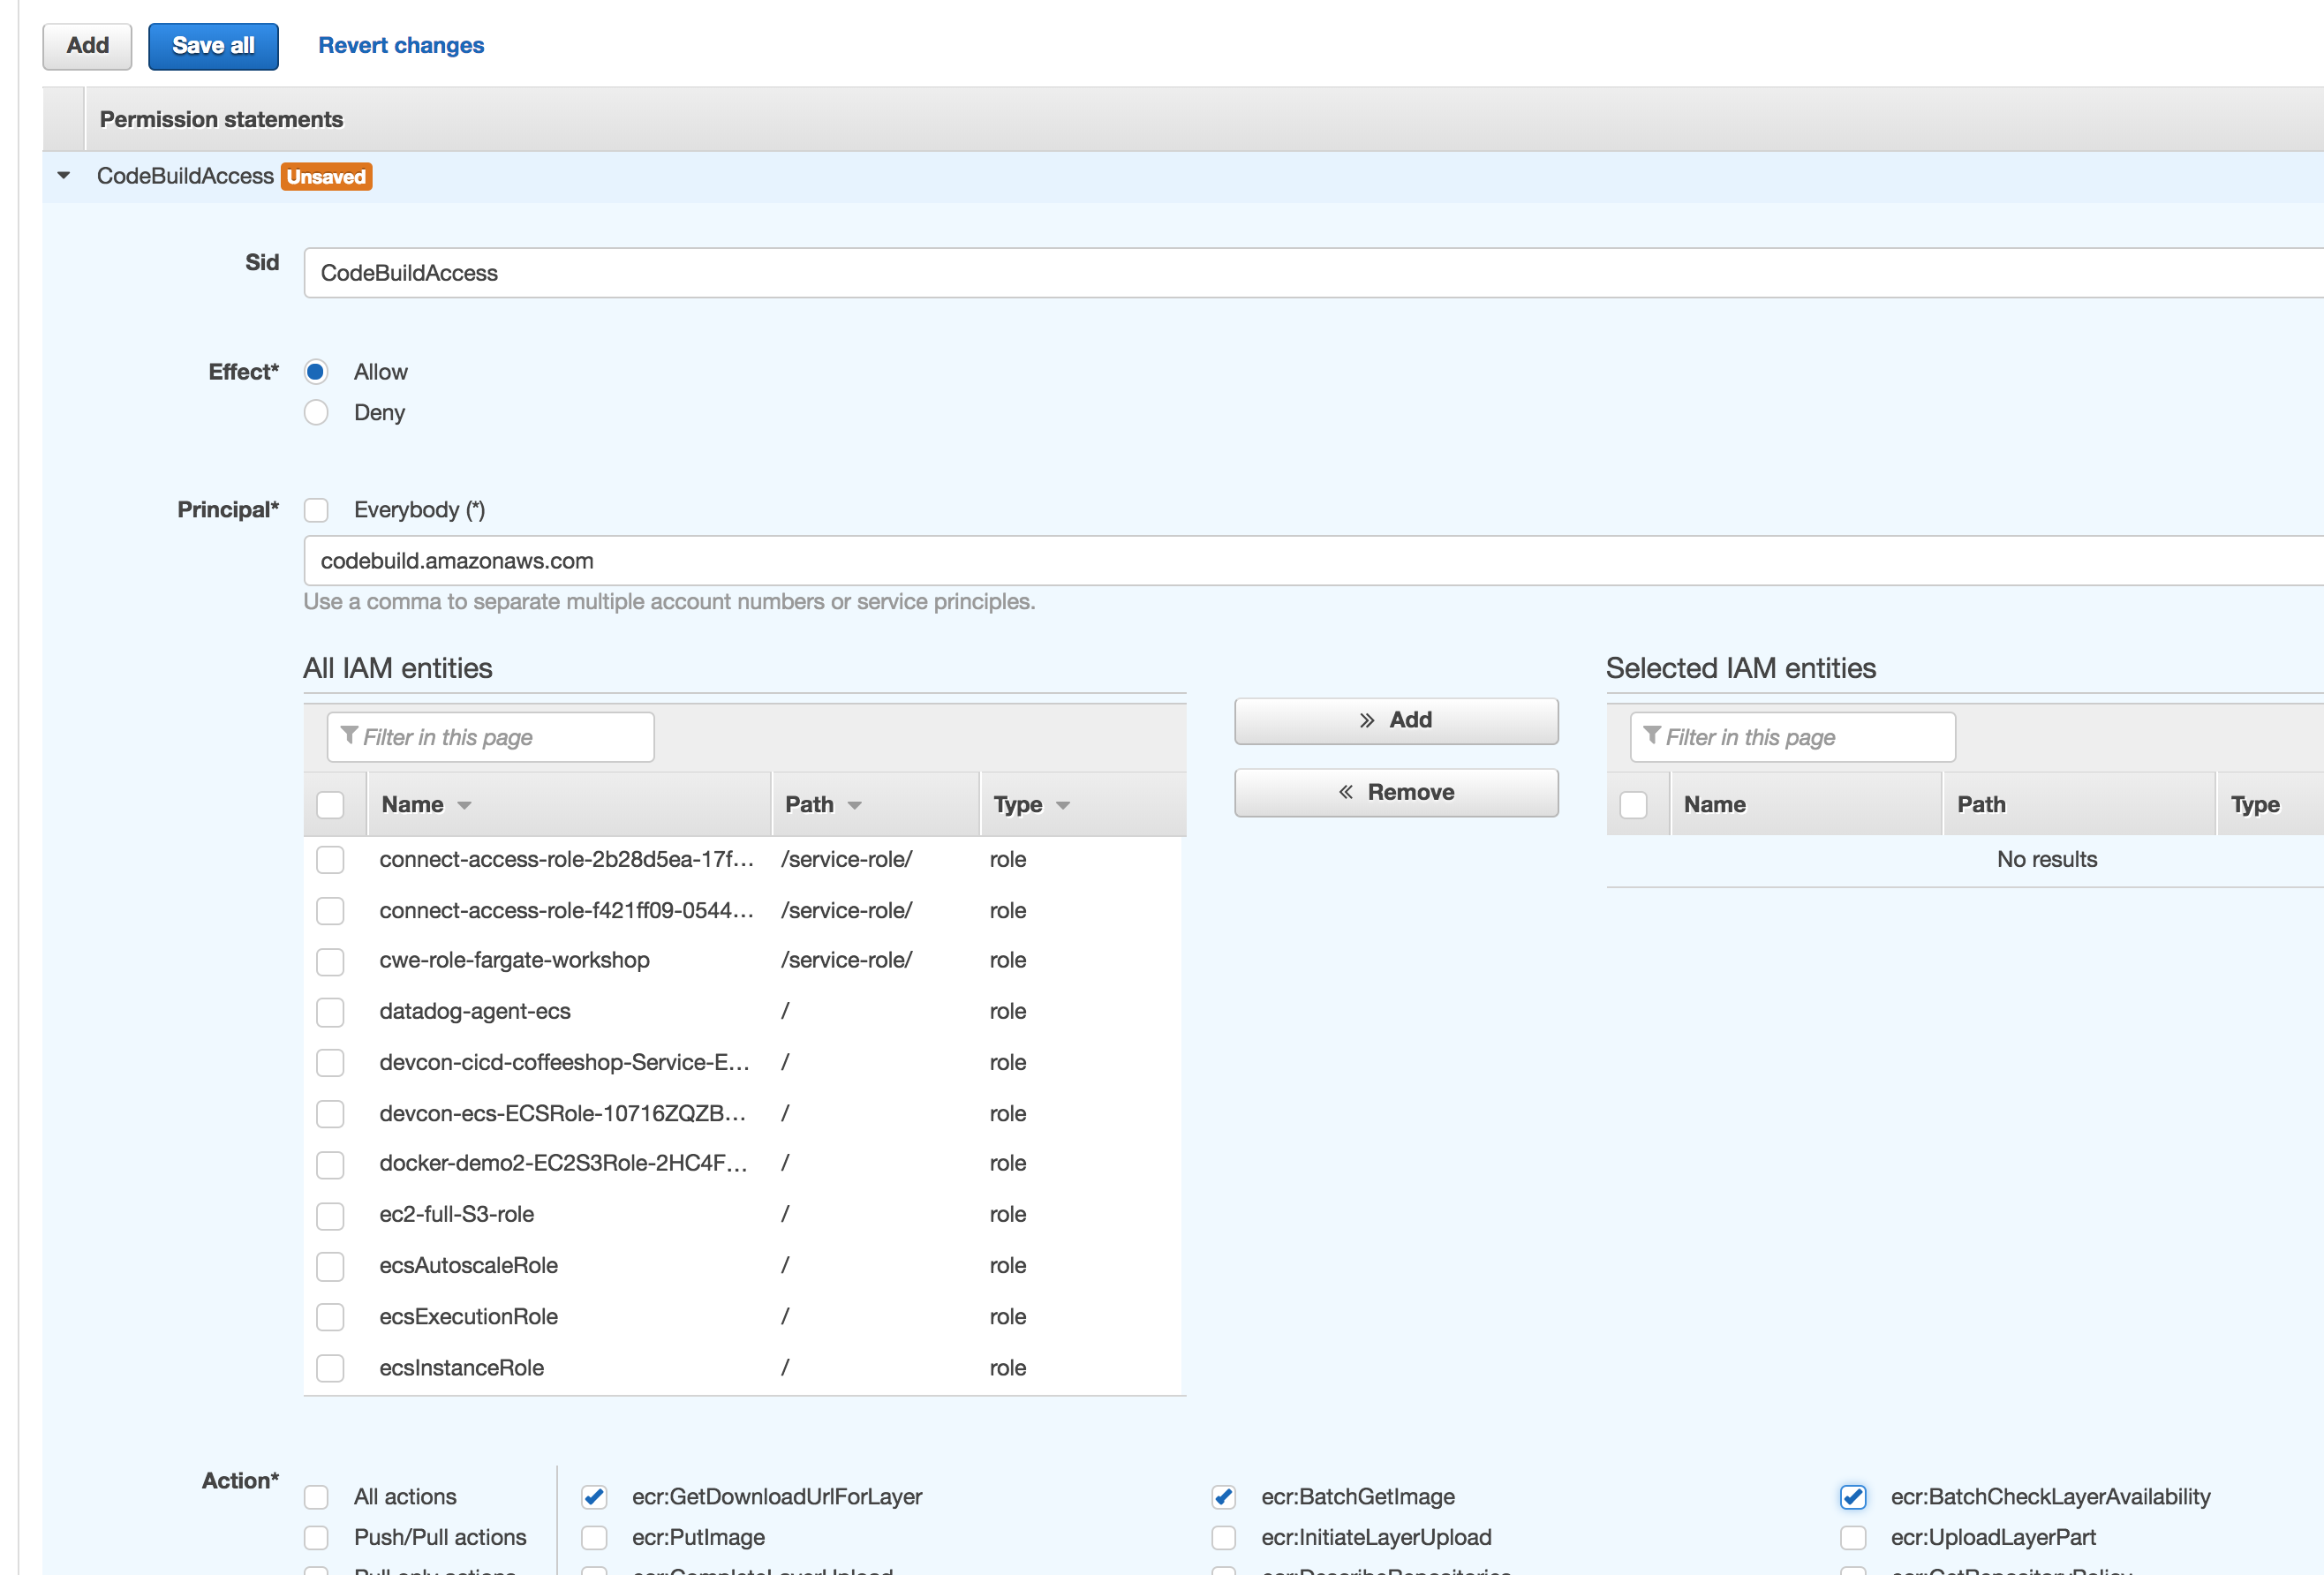 Add Save all Revert changes
Permission statements
CodeBuildAccess Unsaved
Sid CodeBuildAccess
Effect* Allow
Deny
Principal* Everybody (*)
codebuild.amazonaws.com
Use a comma to separate multiple account numbers or service principles.
All IAM entities
Filter in this page
Name Path Type
connect-access-role-2b28d5ea-17f... /service-role/ role
connect-access-role-f421ff09-0544... /service-role/ role
cwe-role-fargate-workshop /service-role/ role
datadog-agent-ecs / role
devcon-cicd-coffeeshop-Service-E... / role
devcon-ecs-ECSRole-10716ZQZB... / role
docker-demo2-EC2S3Role-2HC4F... / role
ec2-full-S3-role / role
ecsAutoscaleRole / role
ecsExecutionRole / role
ecsInstanceRole / role
» Add
« Remove
Selected IAM entities
Filter in this page
Name Path Type
No results
Action* All actions ecr:GetDownloadUrlForLayer ecr:BatchGetImage ecr:BatchCheckLayerAvailability
Push/Pull actions ecr:PutImage ecr:InitiateLayerUpload ecr:UploadLayerPart